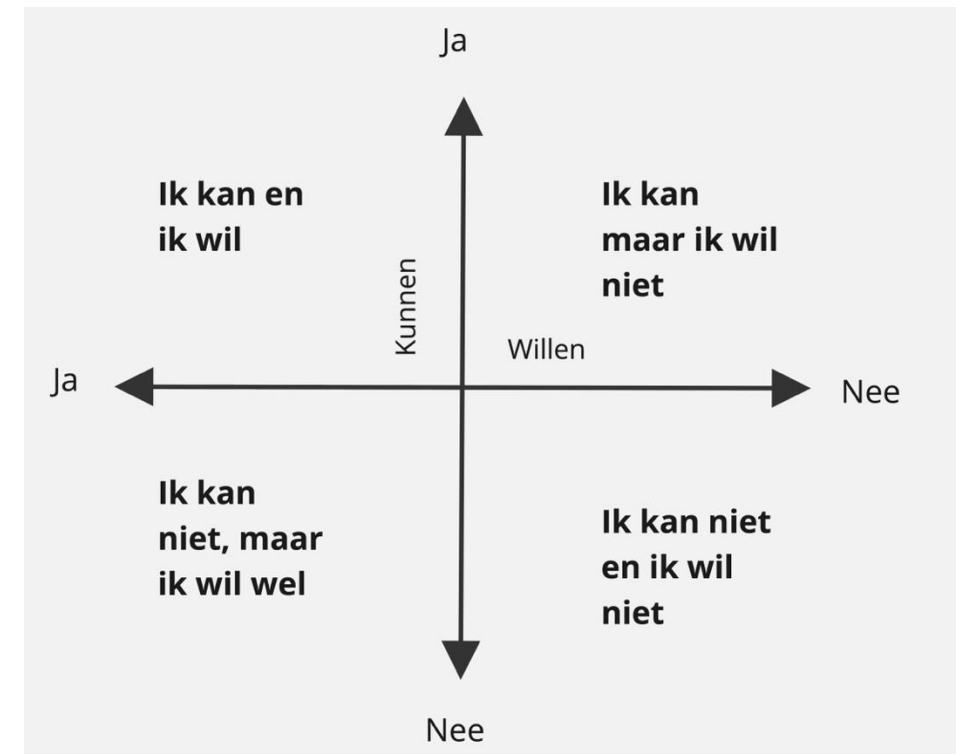 Ja
Ik kan en
ik wil
Ik kan
maar ik wil
niet
Kunnen
Willen
Ja
Nee
Ik kan
niet, maar
ik wil wel
Ik kan niet
en ik wil
niet
Nee